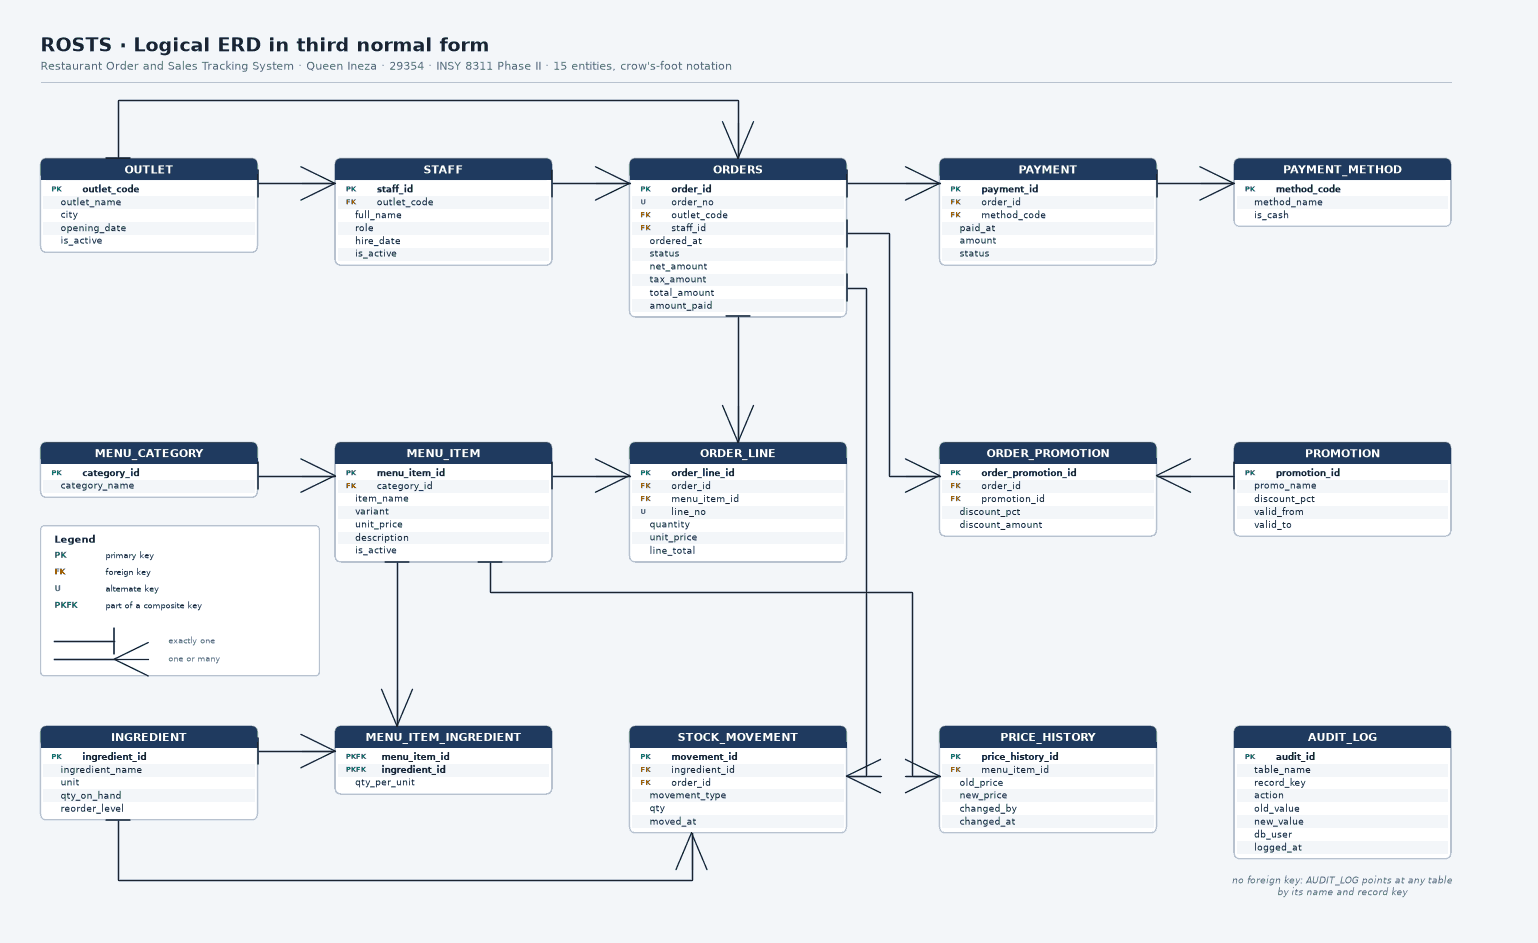 ROSTS · Logical ERD in third normal form
Restaurant Order and Sales Tracking System · Queen Ineza · 29354 · INSY 8311 Phase II · 15 entities, crow's-foot notation
OUTLET
PK outlet_code
outlet_name
city
opening_date
is_active
STAFF
PK staff_id
FK outlet_code
full_name
role
hire_date
is_active
ORDERS
PK order_id
U order_no
FK outlet_code
FK staff_id
ordered_at
status
net_amount
tax_amount
total_amount
amount_paid
PAYMENT
PK payment_id
FK order_id
FK method_code
paid_at
amount
status
PAYMENT_METHOD
PK method_code
method_name
is_cash
MENU_CATEGORY
PK category_id
category_name
MENU_ITEM
PK menu_item_id
FK category_id
item_name
variant
unit_price
description
is_active
ORDER_LINE
PK order_line_id
FK order_id
FK menu_item_id
U line_no
quantity
unit_price
line_total
ORDER_PROMOTION
PK order_promotion_id
FK order_id
FK promotion_id
discount_pct
discount_amount
PROMOTION
PK promotion_id
promo_name
discount_pct
valid_from
valid_to
Legend
PK primary key
FK foreign key
U alternate key
PKFK part of a composite key
exactly one
one or many
INGREDIENT
PK ingredient_id
ingredient_name
unit
qty_on_hand
reorder_level
MENU_ITEM_INGREDIENT
PKFK menu_item_id
PKFK ingredient_id
qty_per_unit
STOCK_MOVEMENT
PK movement_id
FK ingredient_id
FK order_id
movement_type
qty
moved_at
PRICE_HISTORY
PK price_history_id
FK menu_item_id
old_price
new_price
changed_by
changed_at
AUDIT_LOG
PK audit_id
table_name
record_key
action
old_value
new_value
db_user
logged_at
no foreign key: AUDIT_LOG points at any table
by its name and record key